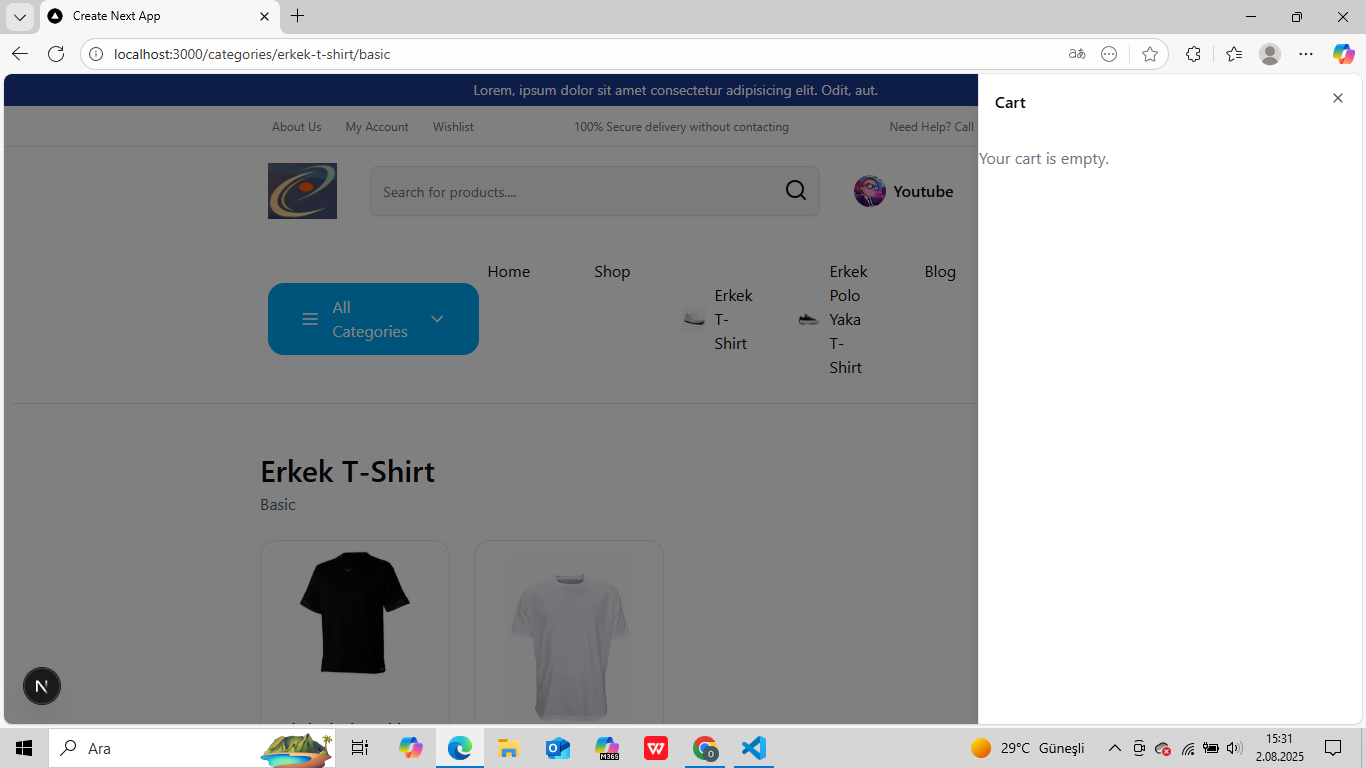 Create Next App
localhost:3000/categories/erkek-t-shirt/basic
Lorem, ipsum dolor sit amet consectetur adipisicing elit. Odit, aut.
About Us
My Account
Wishlist
100% Secure delivery without contacting
Need Help? Call
Search for products....
Youtube
All
Categories
Home
Shop
Erkek
T-
Shirt
Erkek
Polo
Yaka
T-
Shirt
Blog
Erkek T-Shirt
Basic
Cart
Your cart is empty.
N
Ara
M365
W
29°C Güneşli
15:31
2.08.2025